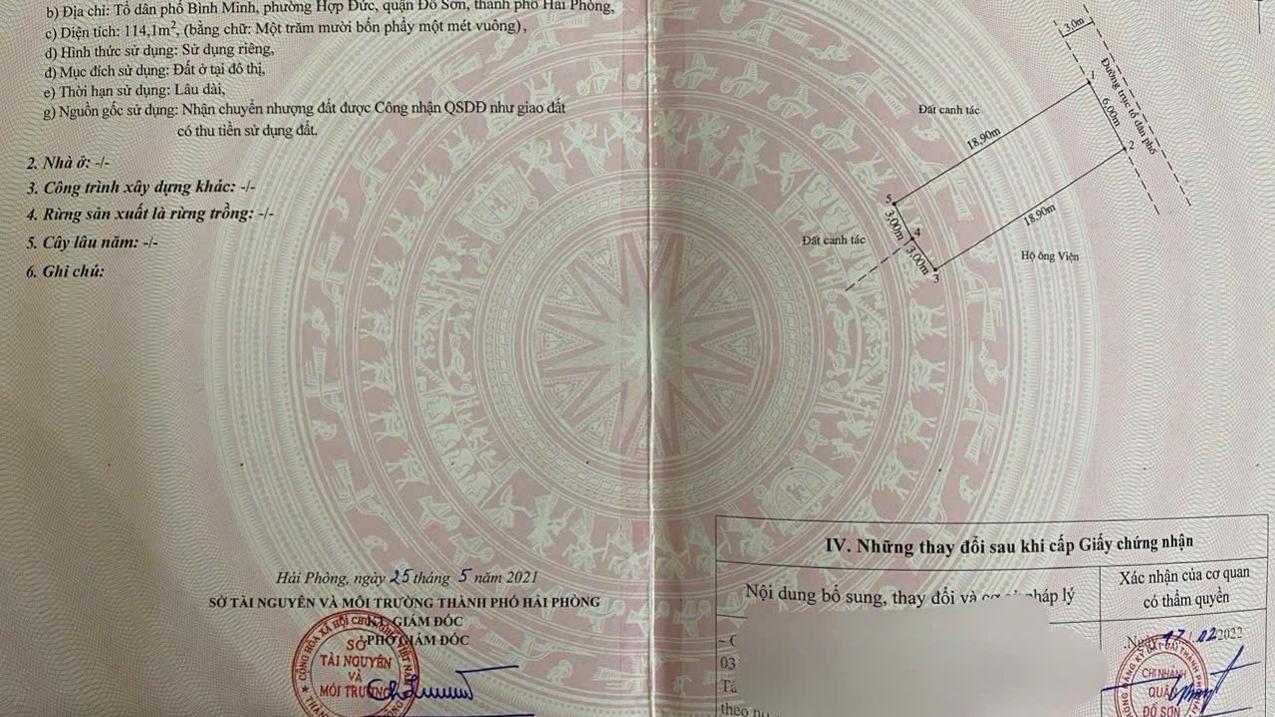 b) Địa chỉ: Tổ dân phố Bình Minh, phường Hợp Đức, quận Đồ Sơn, thành phố Hải Phòng,
c) Diện tích: 114,1m², (bằng chữ: Một trăm mười bốn phẩy một mét vuông),
d) Hình thức sử dụng: Sử dụng riêng,
đ) Mục đích sử dụng: Đất ở tại đô thị,
e) Thời hạn sử dụng: Lâu dài,
g) Nguồn gốc sử dụng: Nhận chuyển nhượng đất được Công nhận QSDĐ như giao đất
có thu tiền sử dụng đất.
2. Nhà ở: -/-
3. Công trình xây dựng khác: -/-
4. Rừng sản xuất là rừng trồng: -/-
5. Cây lâu năm: -/-
6. Ghi chú:
Hải Phòng, ngày 25 tháng 5 năm 2021
SỞ TÀI NGUYÊN VÀ MÔI TRƯỜNG THÀNH PHỐ HẢI PHÒNG
KT. GIÁM ĐỐC
PHÓ GIÁM ĐỐC
SỞ
TÀI NGUYÊN
VÀ
MÔI TRƯỜNG
3,0m
Đường trục tổ dân phố
1
6,00m
2
Đất canh tác
18,90m
5
3,00m
4
3,00m
3
18,90m
Đất canh tác
Hộ ông Viện
IV. Những thay đổi sau khi cấp Giấy chứng nhận
Nội dung bổ sung, thay đổi và cơ sở pháp lý
Xác nhận của cơ quan
có thẩm quyền
03
theo
Ngày 17/02/2022
CHI NHÁNH
QUẬN
ĐỒ SƠN